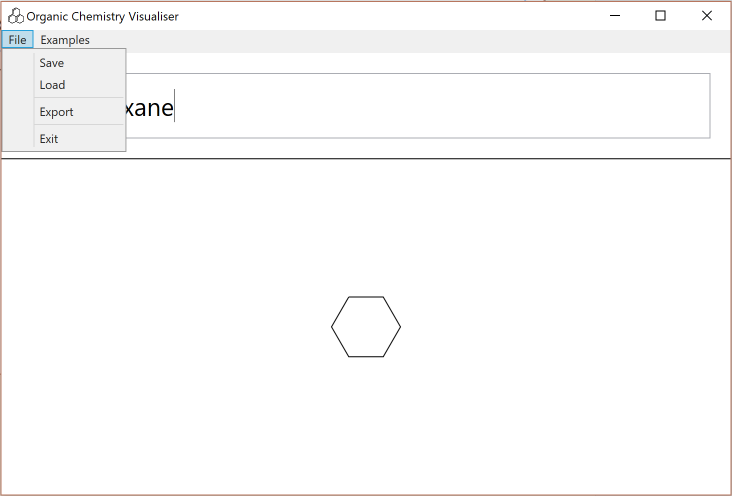 Organic Chemistry Visualiser
File Examples
Save
Load
Export
Exit
xane